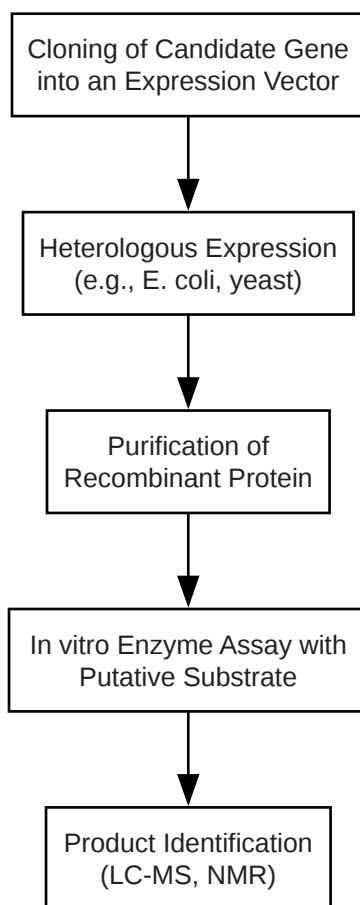 Cloning of Candidate Gene
into an Expression Vector
Heterologous Expression
(e.g., E. coli, yeast)
Purification of
Recombinant Protein
In vitro Enzyme Assay with
Putative Substrate
Product Identification
(LC-MS, NMR)